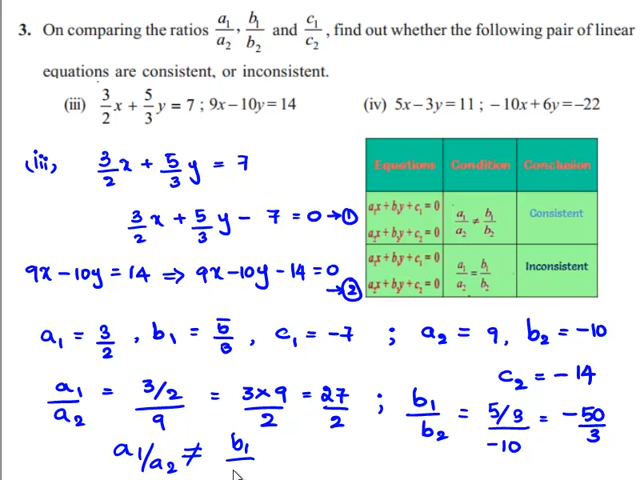 3. On comparing the ratios a₁/a₂, b₁/b₂ and c₁/c₂, find out whether the following pair of linear
equations are consistent, or inconsistent.
(iii) 3/2 x + 5/3 y = 7 ; 9x – 10y = 14 (iv) 5x – 3y = 11 ; – 10x + 6y = –22
(iii) 3/2 x + 5/3 y = 7
3/2 x + 5/3 y - 7 = 0 → ①
9x - 10y = 14 ⇒ 9x - 10y - 14 = 0
→ ②
Equations Condition Conclusion
a₁x + b₁y + c₁ = 0
a₂x + b₂y + c₂ = 0
a₁/a₂ ≠ b₁/b₂
Consistent
a₁x + b₁y + c₁ = 0
a₂x + b₂y + c₂ = 0
a₁/a₂ = b₁/b₂
Inconsistent
a₁ = 3/2 , b₁ = 5/3 , c₁ = -7 ; a₂ = 9, b₂ = -10
c₂ = -14
a₁/a₂ = 3/2/9 = 3×9/2 = 27/2 ; b₁/b₂ = 5/3/-10 = -50/3
a₁/a₂ ≠ b₁/